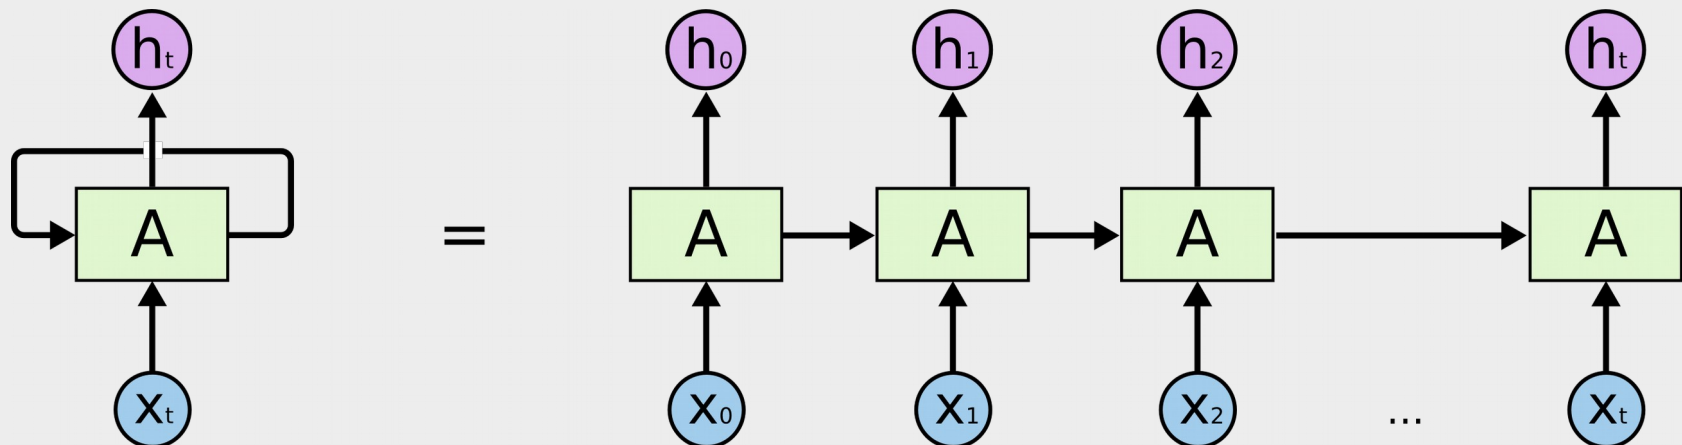 hₜ h₀ h₁ h₂ hₜ
A = A A A A
xₜ x₀ x₁ x₂ ... xₜ